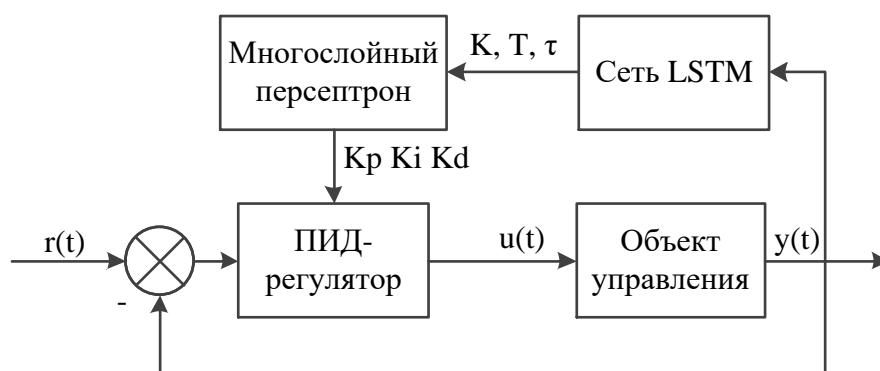 Многослойный
персептрон
K, T, τ
Сеть LSTM
Kp Ki Kd
r(t)
-
ПИД-
регулятор
u(t)
Объект
управления
y(t)